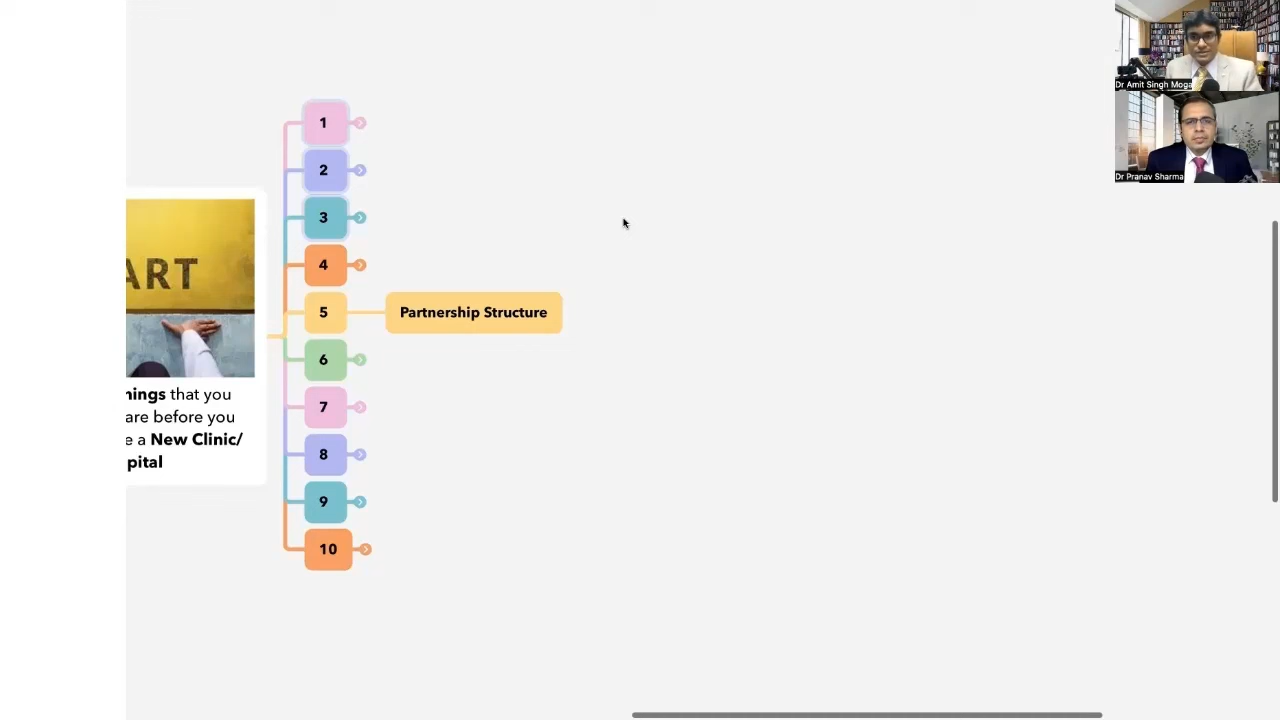 Dr Amit Singh Moga
Dr Pranav Sharma
1
2
3
4
5
Partnership Structure
6
7
8
9
10
ART
hings that you
are before you
e a New Clinic/
pital